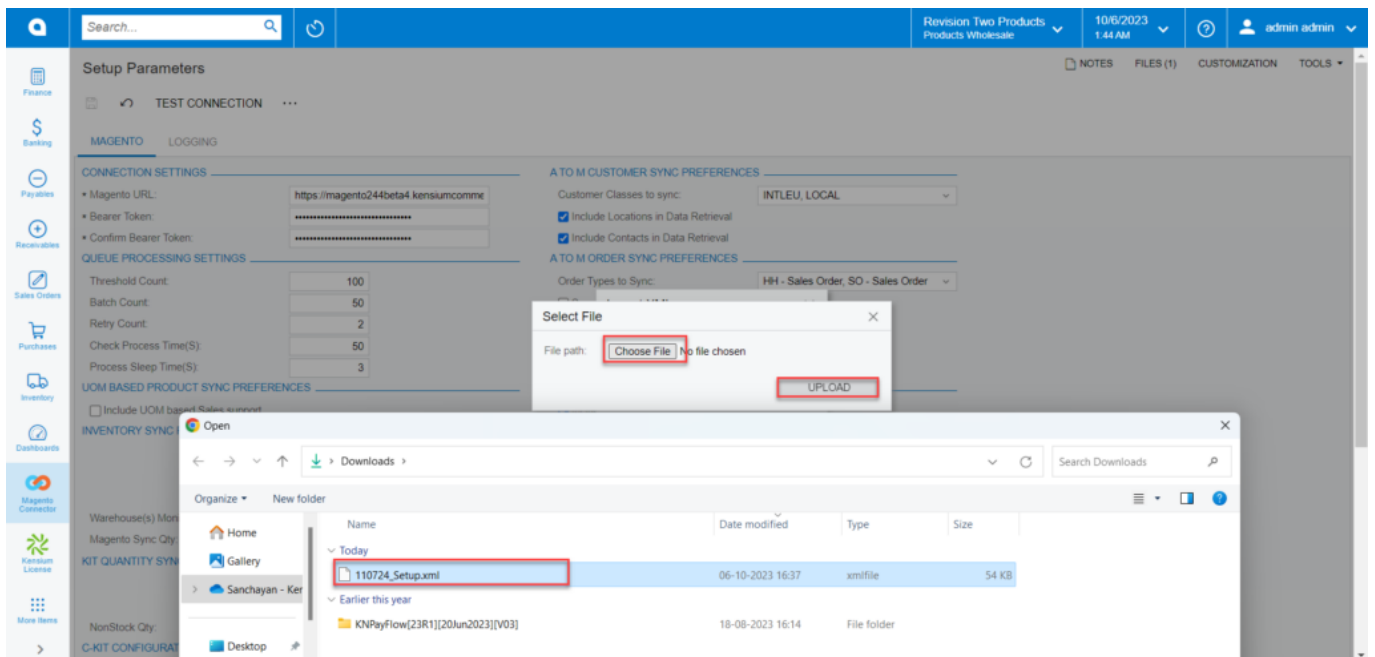 Search...
Revision Two Products
Products Wholesale
10/6/2023
1:44 AM
admin admin
Finance
Banking
Payables
Receivables
Sales Orders
Purchases
Inventory
Dashboards
Magento Connector
Kensium License
More Items
Setup Parameters
NOTES FILES (1) CUSTOMIZATION TOOLS
TEST CONNECTION ...
MAGENTO LOGGING
CONNECTION SETTINGS
Magento URL: https://magento244beta4.kensiumcomme
Bearer Token:
Confirm Bearer Token:
QUEUE PROCESSING SETTINGS
Threshold Count: 100
Batch Count: 50
Retry Count: 2
Check Process Time(S): 50
Process Sleep Time(S): 3
UOM BASED PRODUCT SYNC PREFERENCES
Include UOM based Sales support
INVENTORY SYNC
Warehouse(s) Mon
Magento Sync Qty:
KIT QUANTITY SYN
NonStock Qty:
C-KIT CONFIGURAT
A TO M CUSTOMER SYNC PREFERENCES
Customer Classes to sync: INTLEU, LOCAL
Include Locations in Data Retrieval
Include Contacts in Data Retrieval
A TO M ORDER SYNC PREFERENCES
Order Types to Sync: HH - Sales Order, SO - Sales Order
Select File
File path: Choose File No file chosen
UPLOAD
Open
Downloads
Search Downloads
Organize New folder
Home
Gallery
Sanchayan - Ker
Desktop
Name Date modified Type Size
Today
110724_Setup.xml 06-10-2023 16:37 xmlfile 54 KB
Earlier this year
KNPayFlow[23R1][20Jun2023][V03] 18-08-2023 16:14 File folder